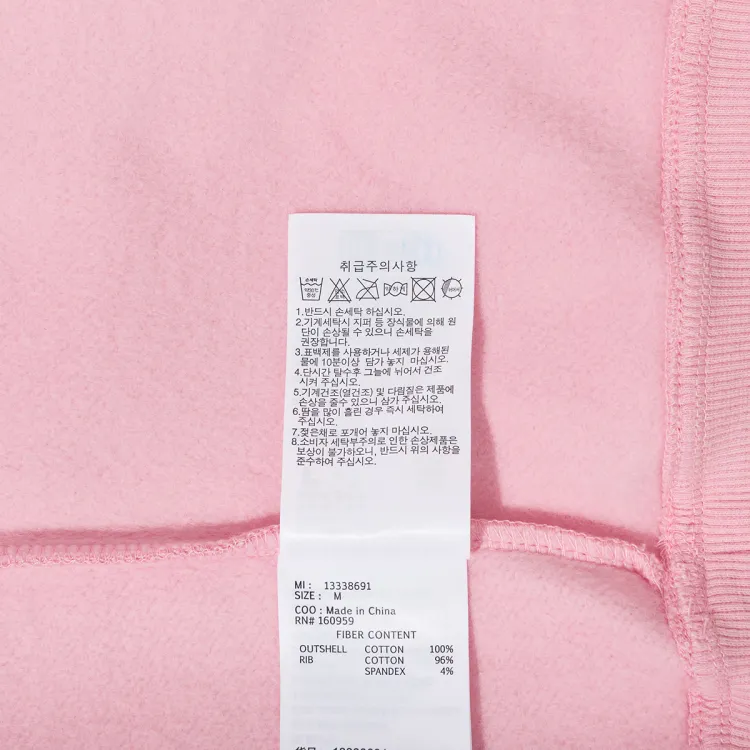 취급주의사항
손세탁
약30℃
중성
1.반드시 손세탁 하십시오.
2.기계세탁시 지퍼 등 장식물에 의해 원
단이 손상될 수 있으니 손세탁을
권장합니다.
3.표백제를 사용하거나 세제가 용해된
물에 10분이상 담가 놓지 마십시오.
4.단시간 탈수후 그늘에 뉘어서 건조
시켜 주십시오.
5.기계건조(열건조) 및 다림질은 제품에
손상을 줄수 있으니 삼가 주십시오.
6.땀을 많이 흘린 경우 즉시 세탁하여
주십시오.
7.젖은채로 포개어 놓지 마십시오.
8.소비자 세탁부주의로 인한 손상제품은
보상이 불가하오니, 반드시 위의 사항을
준수하여 주십시오.
MI : 13338691
SIZE : M
COO : Made in China
RN# 160959
FIBER CONTENT
OUTSHELL COTTON 100%
RIB COTTON 96%
SPANDEX 4%